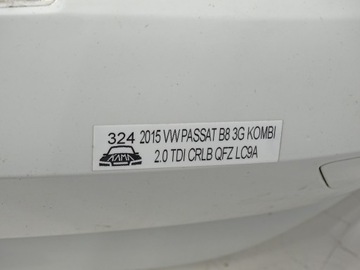 324 2015 VW PASSAT B8 3G KOMBI
2.0 TDI CRLB QFZ LC9A